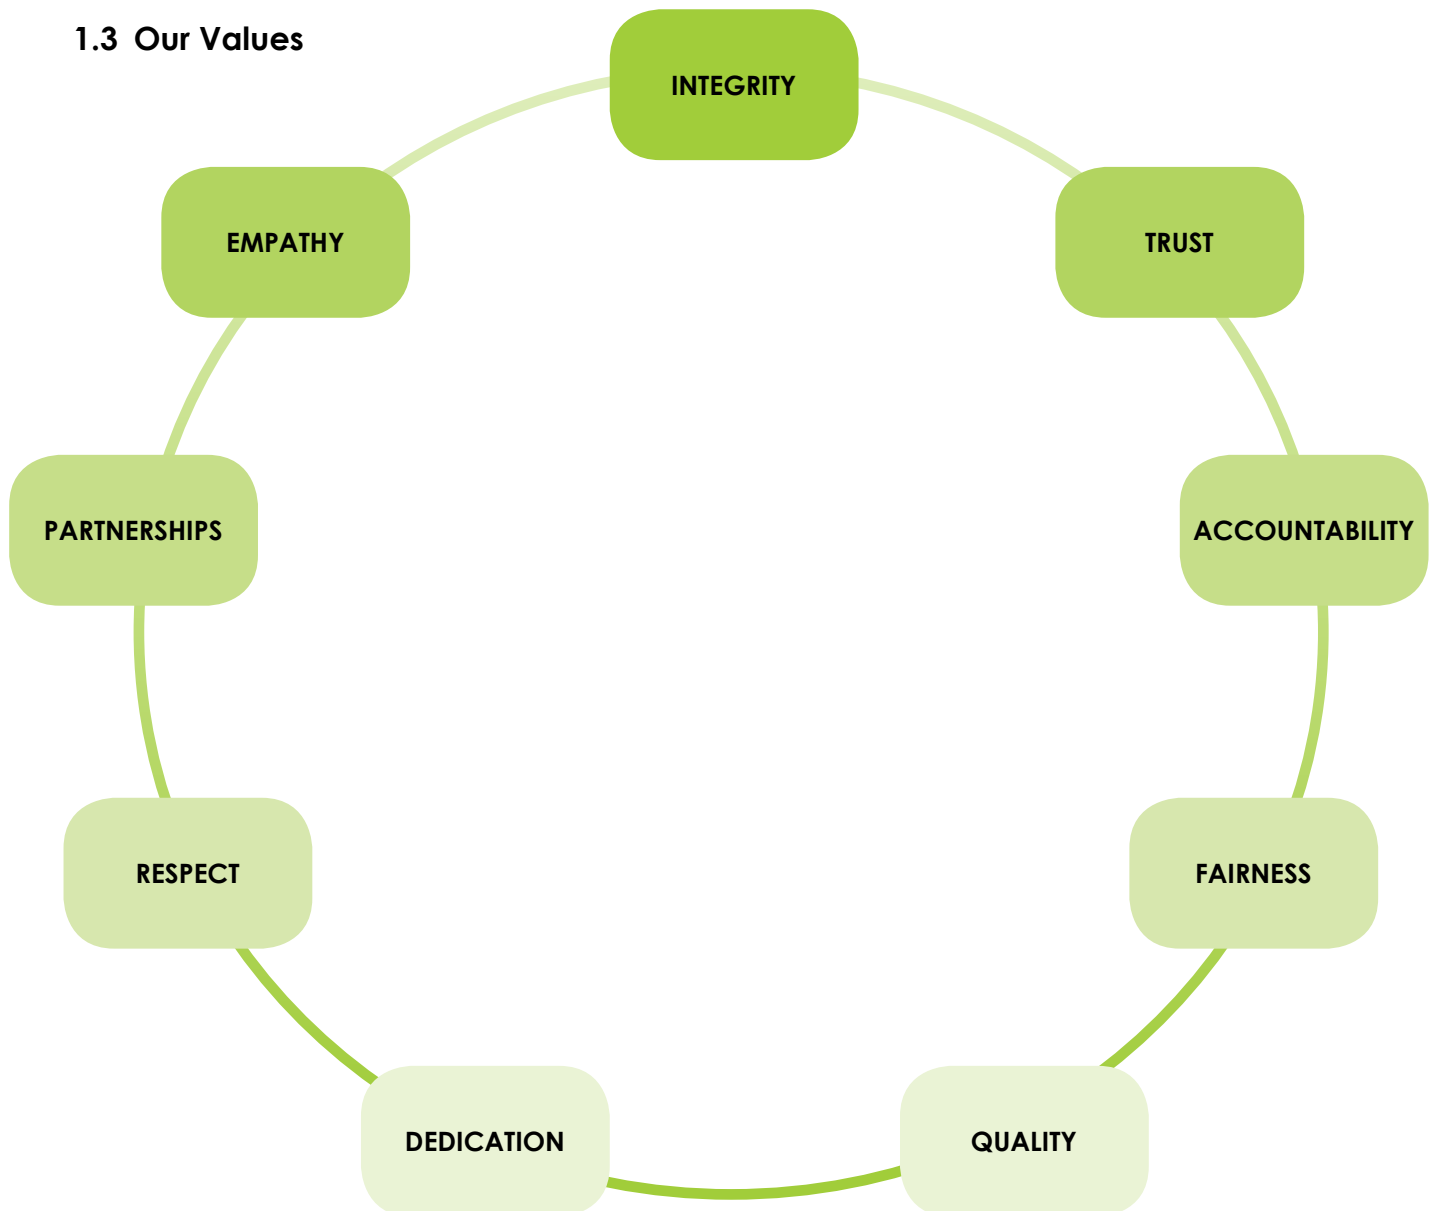 1.3 Our Values
INTEGRITY
TRUST
ACCOUNTABILITY
FAIRNESS
QUALITY
DEDICATION
RESPECT
PARTNERSHIPS
EMPATHY